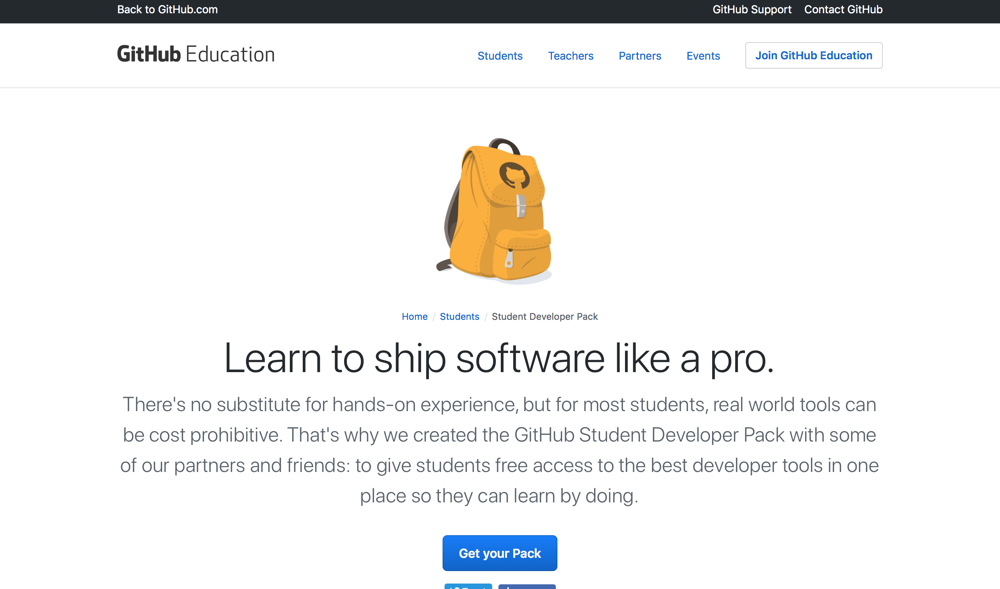 Back to GitHub.com GitHub Support Contact GitHub
GitHub Education Students Teachers Partners Events Join GitHub Education
Home / Students / Student Developer Pack
Learn to ship software like a pro.
There's no substitute for hands-on experience, but for most students, real world tools can
be cost prohibitive. That's why we created the GitHub Student Developer Pack with some
of our partners and friends: to give students free access to the best developer tools in one
place so they can learn by doing.
Get your Pack